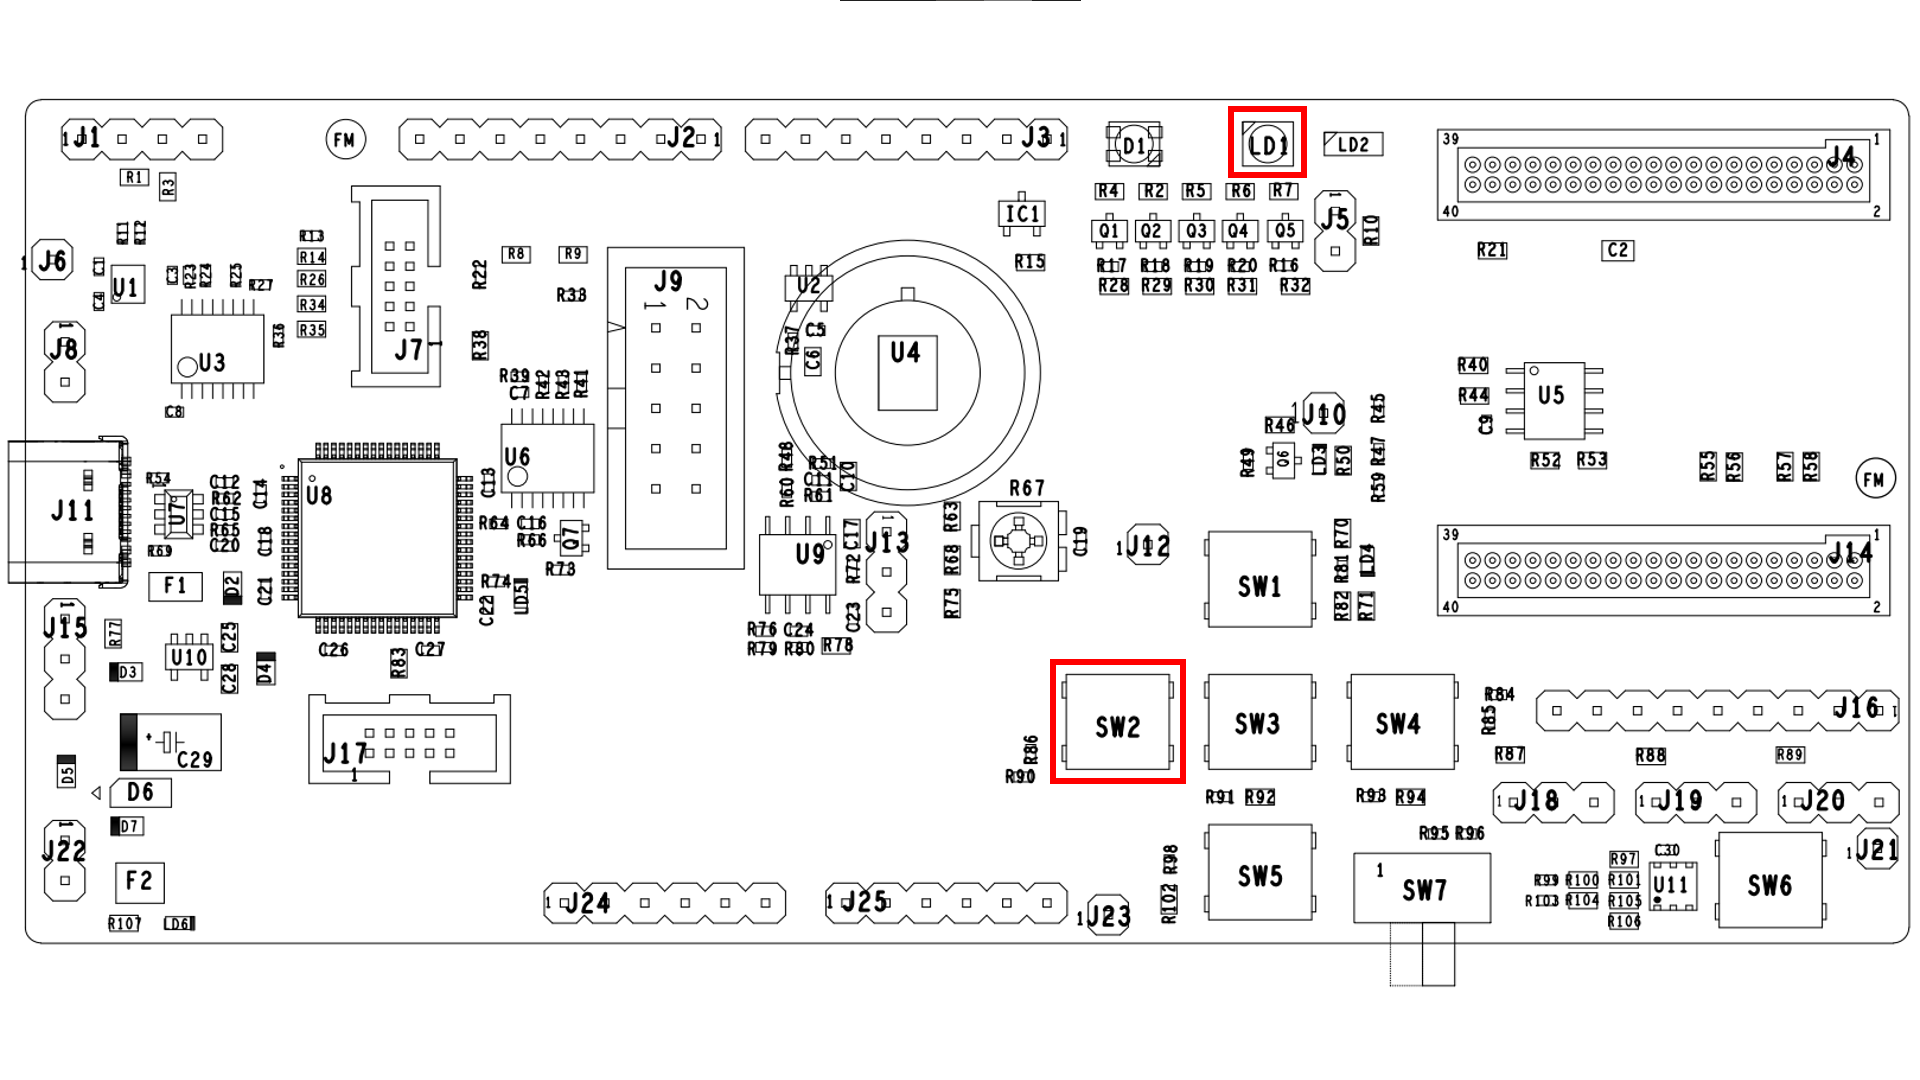 1 J1
FM
J2 1
J3 1
D1
LD1
LD2
39 1
J4
40 2
R1
R3
R4
R2
R5
R6
R7
IC1
Q1
Q2
Q3
Q4
Q5
1
J5
R10
R11
R12
R13
R14
R8
R9
R15
R17
R18
R19
R20
R16
R21
C2
1 J6
C1
U1
C4
C3
R23
R24
R25
R27
R26
R22
R28
R29
R30
R31
R32
J9
1 2
U2
R33
R34
R35
R36
1
J8
U3
J7 1
R38
R37
C5
C6
U4
C8
R39
C7
R42
R43
R41
R40
R44
C9
U5
1 J10
R45
R46
R49
Q6
LD3
R50
R47
R59
R52
R53
R55
R56
R57
R58
FM
J11
R54
C12
R62
C15
R65
C20
U7
R69
C14
C18
U8
U6
C13
R48
R51
C11
R61
C10
R60
R67
R64
C16
R66
Q7
R73
U9
C17
1
J13
R63
R68
R75
C19
1 J12
SW1
R70
R81
LD4
R82
R71
39 1
J14
40 2
F1
D2
C21
R74
C22
LD5
R72
C23
1
J15
R77
U10
C25
C28
D3
D4
C26
R83
C27
R76
C24
R79
R80
R78
C29
J17
1
SW2
SW3
SW4
R84
R85
J16 1
R86
R90
R87
R88
R89
D5
D6
D7
R91
R92
R93
R94
1 J18
1 J19
1 J20
1
J22
F2
R95
R96
R98
R102
SW5
1
SW7
R97
C30
R99
R100
R101
R103
R104
R105
R106
U11
SW6
1 J21
R107
LD6
1 J24
1 J25
1 J23